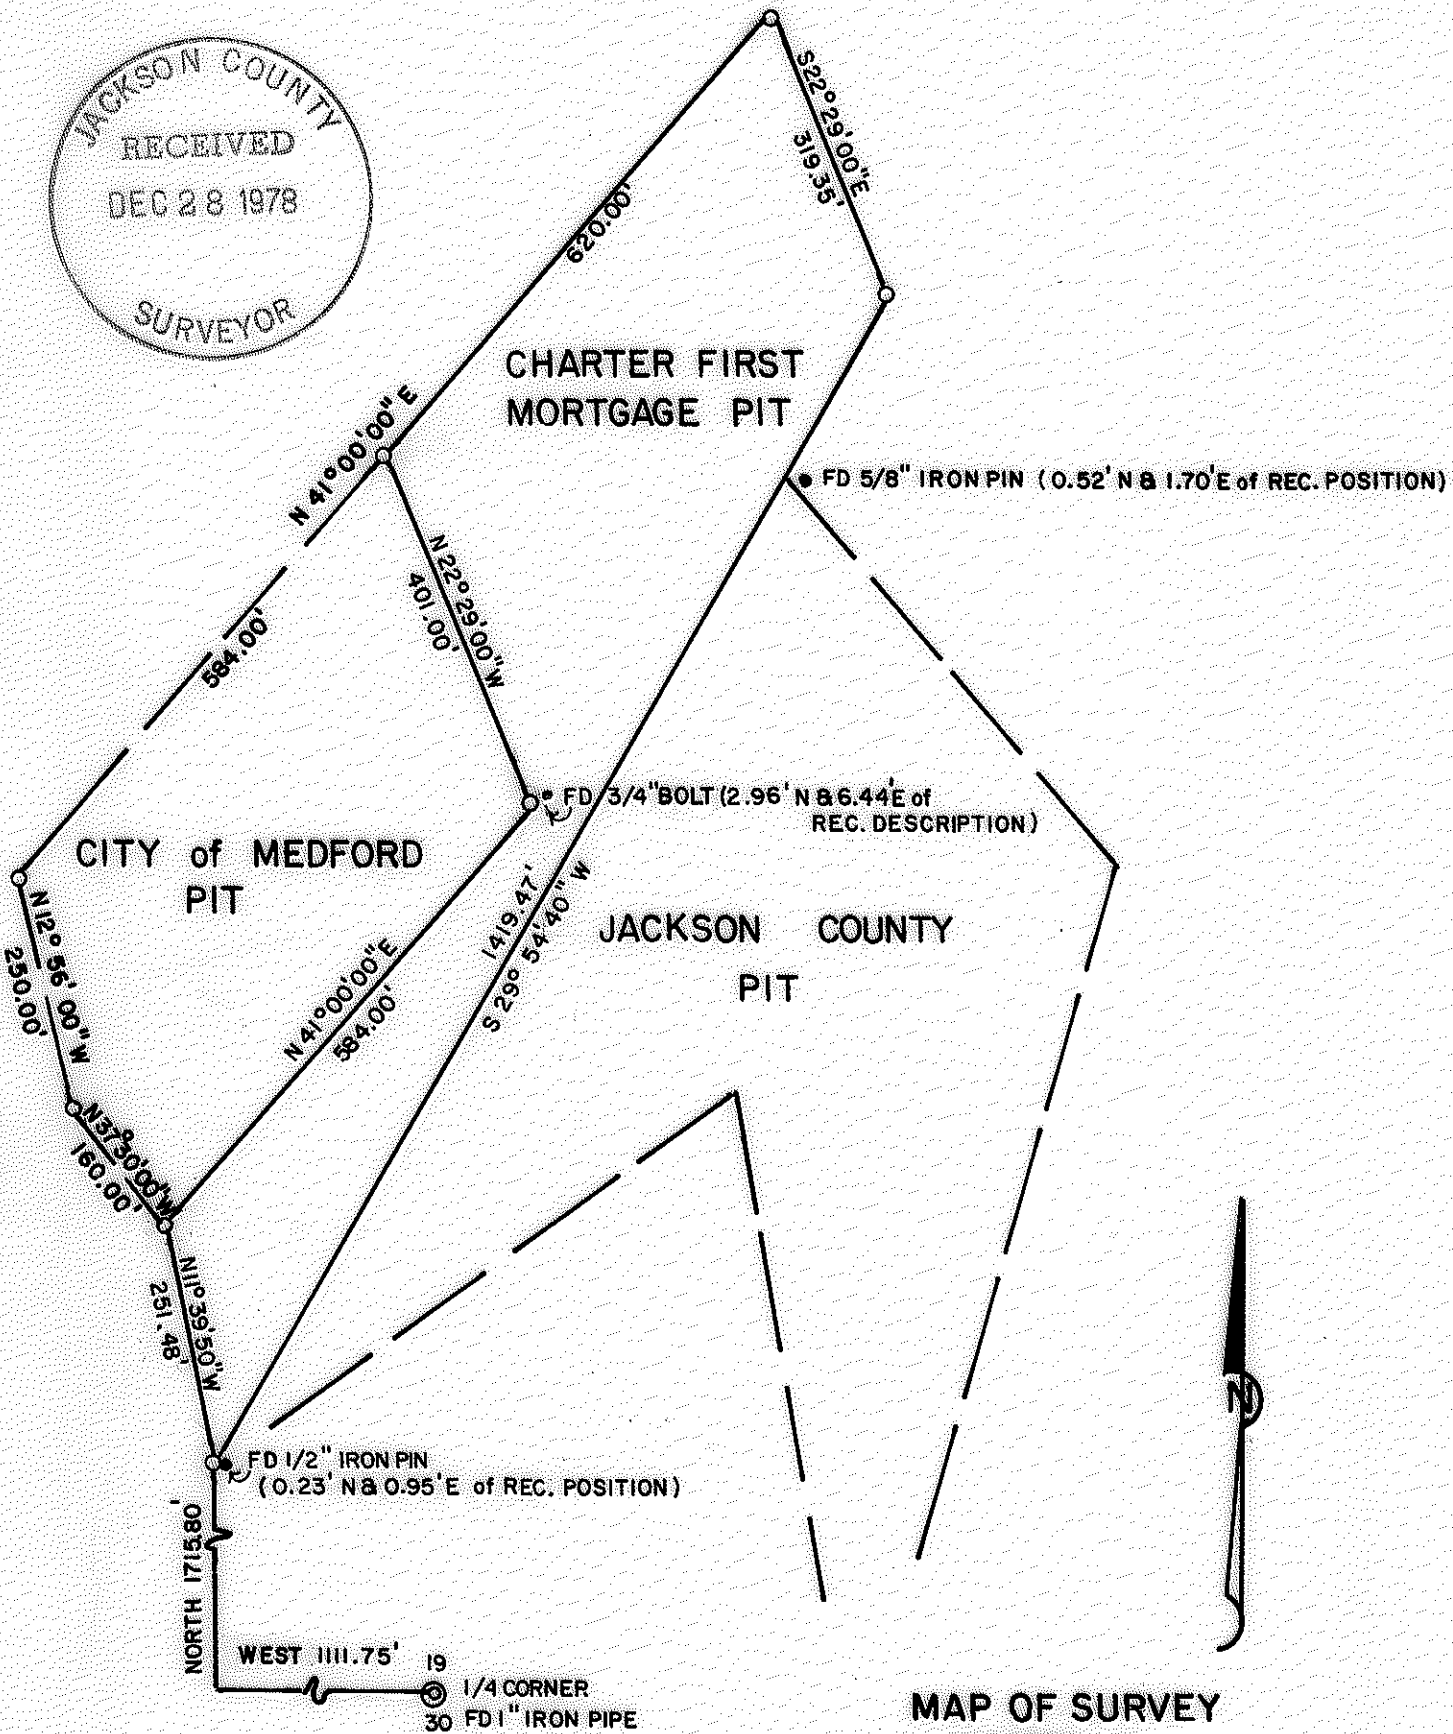 JACKSON COUNTY
RECEIVED
DEC 28 1978
SURVEYOR
S22°29'00"E
319.35'
620.00'
CHARTER FIRST
MORTGAGE PIT
N 41°00'00" E
584.00'
FD 5/8" IRON PIN (0.52' N & 1.70'E of REC. POSITION)
N 22°29'00"W
401.00'
FD 3/4"BOLT (2.96' N & 6.44'E of
REC. DESCRIPTION)
CITY of MEDFORD
PIT
1419.47'
S 29° 54' 40" W
JACKSON COUNTY
PIT
N 12° 56' 00" W
250.00'
N 41°00'00"E
584.00'
N37°30'00"W
160.00'
N11° 39' 50" W
251.48'
N
FD 1/2" IRON PIN
(0.23' N & 0.95'E of REC. POSITION)
NORTH 1715.80'
WEST 1111.75'
19
1/4 CORNER
30 FD 1" IRON PIPE
MAP OF SURVEY